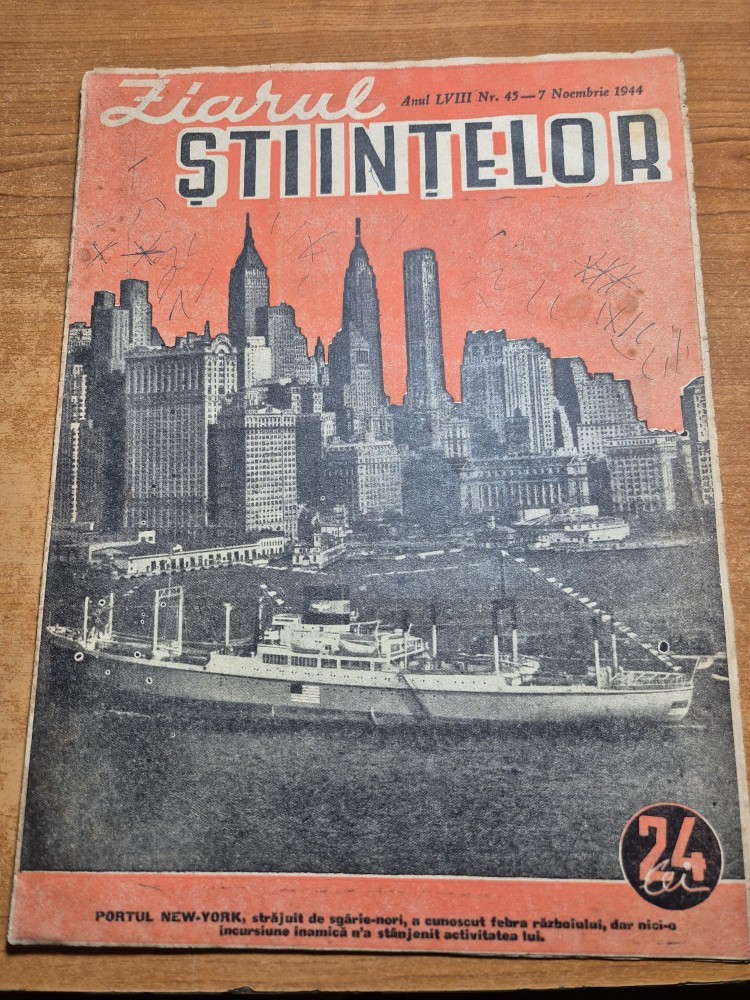 Ziarul
Anul LVIII Nr. 45—7 Noembrie 1944
ȘTIINȚELOR
24
lei
PORTUL NEW-YORK, străjuit de sgârie-nori, a cunoscut febra războiului, dar nici-o
incursiune inamică n'a stânjenit activitatea lui.